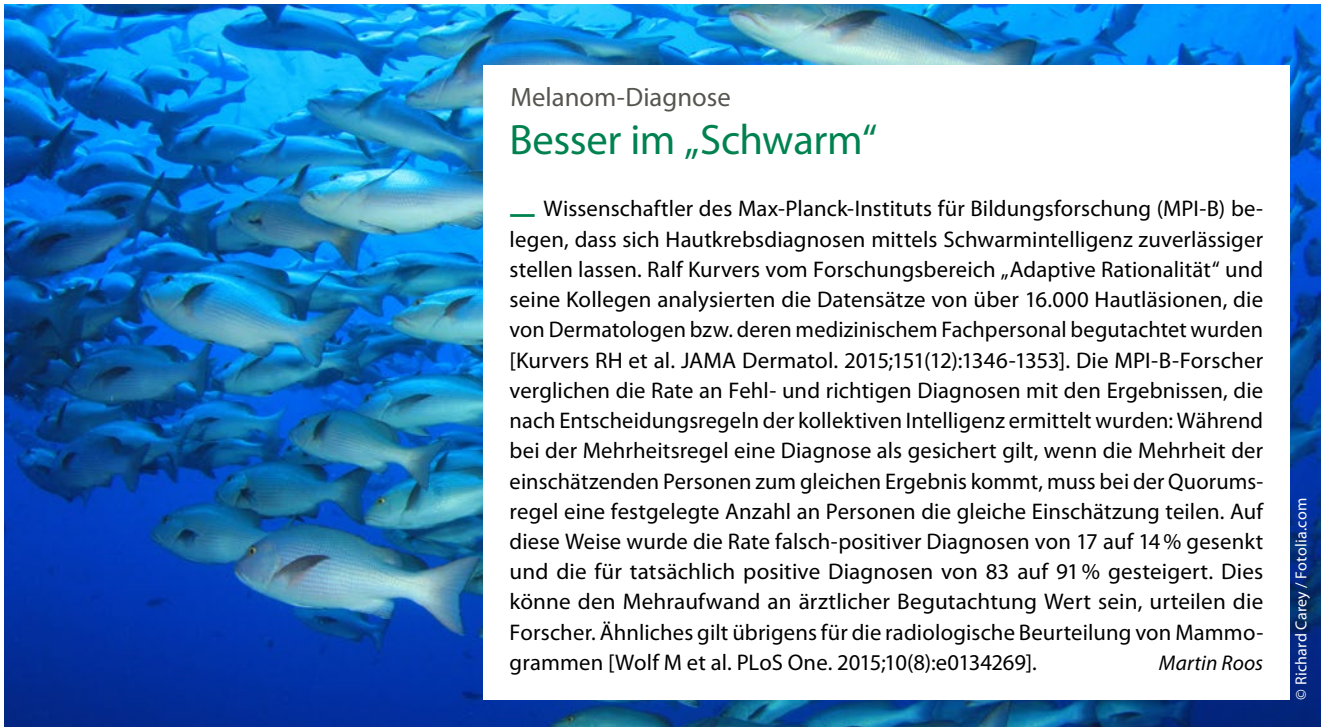 Melanom-Diagnose
Besser im „Schwarm“
— Wissenschaftler des Max-Planck-Instituts für Bildungsforschung (MPI-B) be-
legen, dass sich Hautkrebsdiagnosen mittels Schwarmintelligenz zuverlässiger
stellen lassen. Ralf Kurvers vom Forschungsbereich „Adaptive Rationalität“ und
seine Kollegen analysierten die Datensätze von über 16.000 Hautläsionen, die
von Dermatologen bzw. deren medizinischem Fachpersonal begutachtet wurden
[Kurvers RH et al. JAMA Dermatol. 2015;151(12):1346-1353]. Die MPI-B-Forscher
verglichen die Rate an Fehl- und richtigen Diagnosen mit den Ergebnissen, die
nach Entscheidungsregeln der kollektiven Intelligenz ermittelt wurden: Während
bei der Mehrheitsregel eine Diagnose als gesichert gilt, wenn die Mehrheit der
einschätzenden Personen zum gleichen Ergebnis kommt, muss bei der Quorums-
regel eine festgelegte Anzahl an Personen die gleiche Einschätzung teilen. Auf
diese Weise wurde die Rate falsch-positiver Diagnosen von 17 auf 14 % gesenkt
und die für tatsächlich positive Diagnosen von 83 auf 91 % gesteigert. Dies
könne den Mehraufwand an ärztlicher Begutachtung Wert sein, urteilen die
Forscher. Ähnliches gilt übrigens für die radiologische Beurteilung von Mammo-
grammen [Wolf M et al. PLoS One. 2015;10(8):e0134269]. Martin Roos
© Richard Carey / Fotolia.com